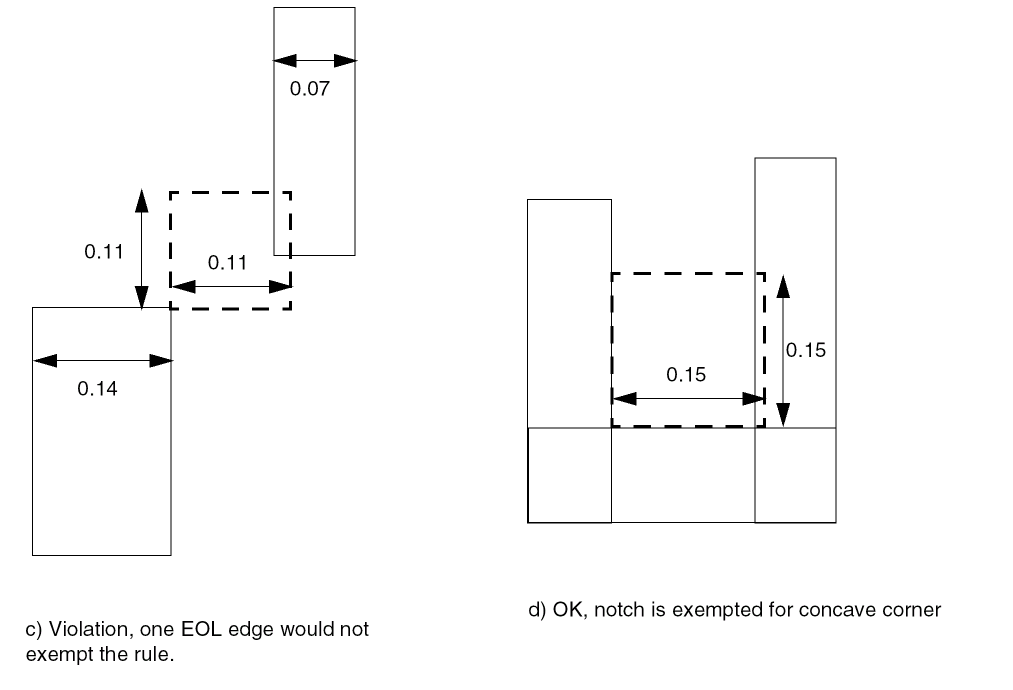 0.07
0.11
0.11
0.14
0.15
0.15
c) Violation, one EOL edge would not
exempt the rule.
d) OK, notch is exempted for concave corner